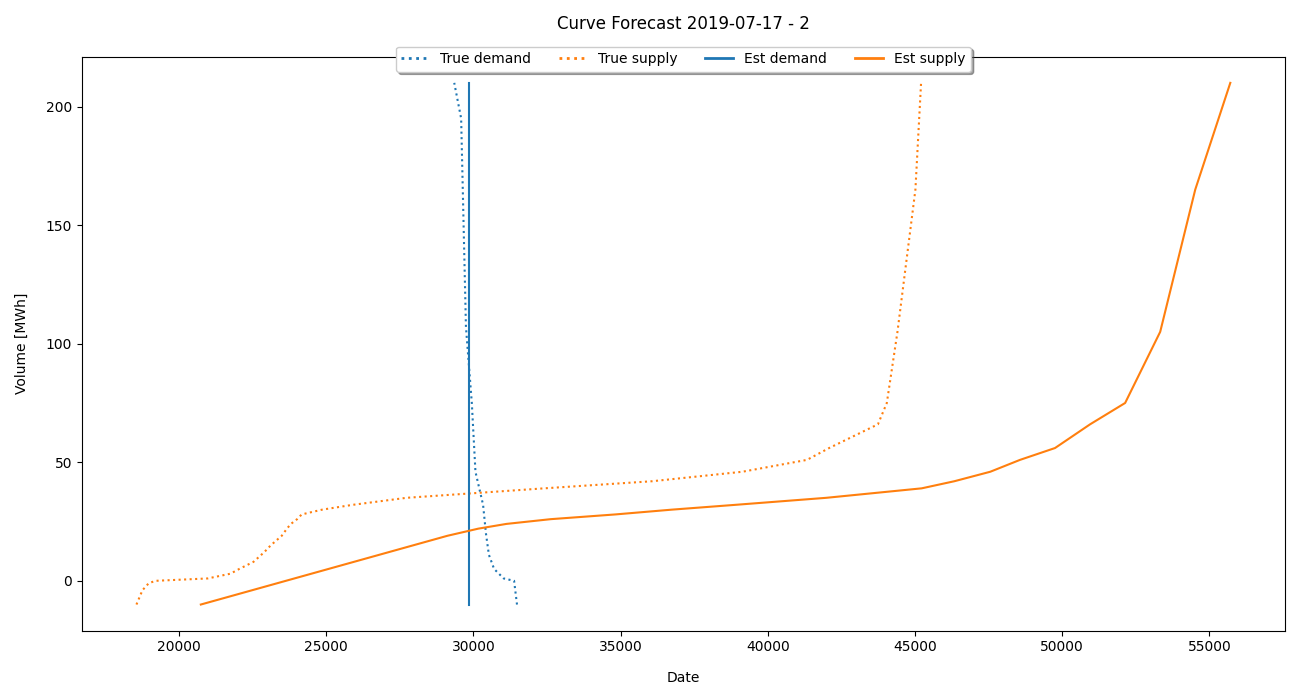 Curve Forecast 2019-07-17 - 2
True demand True supply Est demand Est supply
200
150
100
50
0
Volume [MWh]
20000 25000 30000 35000 40000 45000 50000 55000
Date